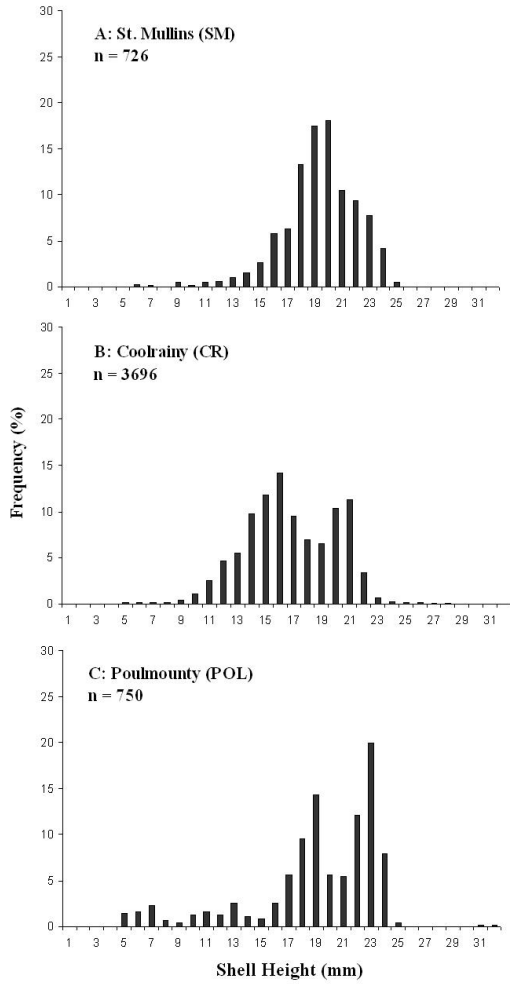 30
A: St. Mullins (SM)
n = 726
25
20
15
10
5
0
1 3 5 7 9 11 13 15 17 19 21 23 25 27 29 31
30
B: Coolrainy (CR)
n = 3696
25
20
15
10
5
0
1 3 5 7 9 11 13 15 17 19 21 23 25 27 29 31
Frequency (%)
30
C: Poulmounty (POL)
n = 750
25
20
15
10
5
0
1 3 5 7 9 11 13 15 17 19 21 23 25 27 29 31
Shell Height (mm)